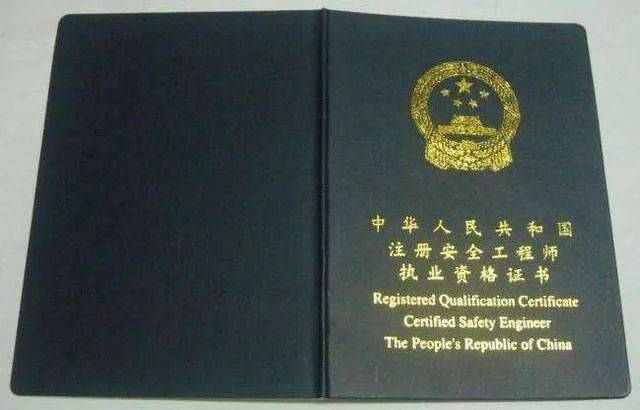 中华人民共和国
注册安全工程师
执业资格证书
Registered Qualification Certificate
Certified Safety Engineer
The People's Republic of China